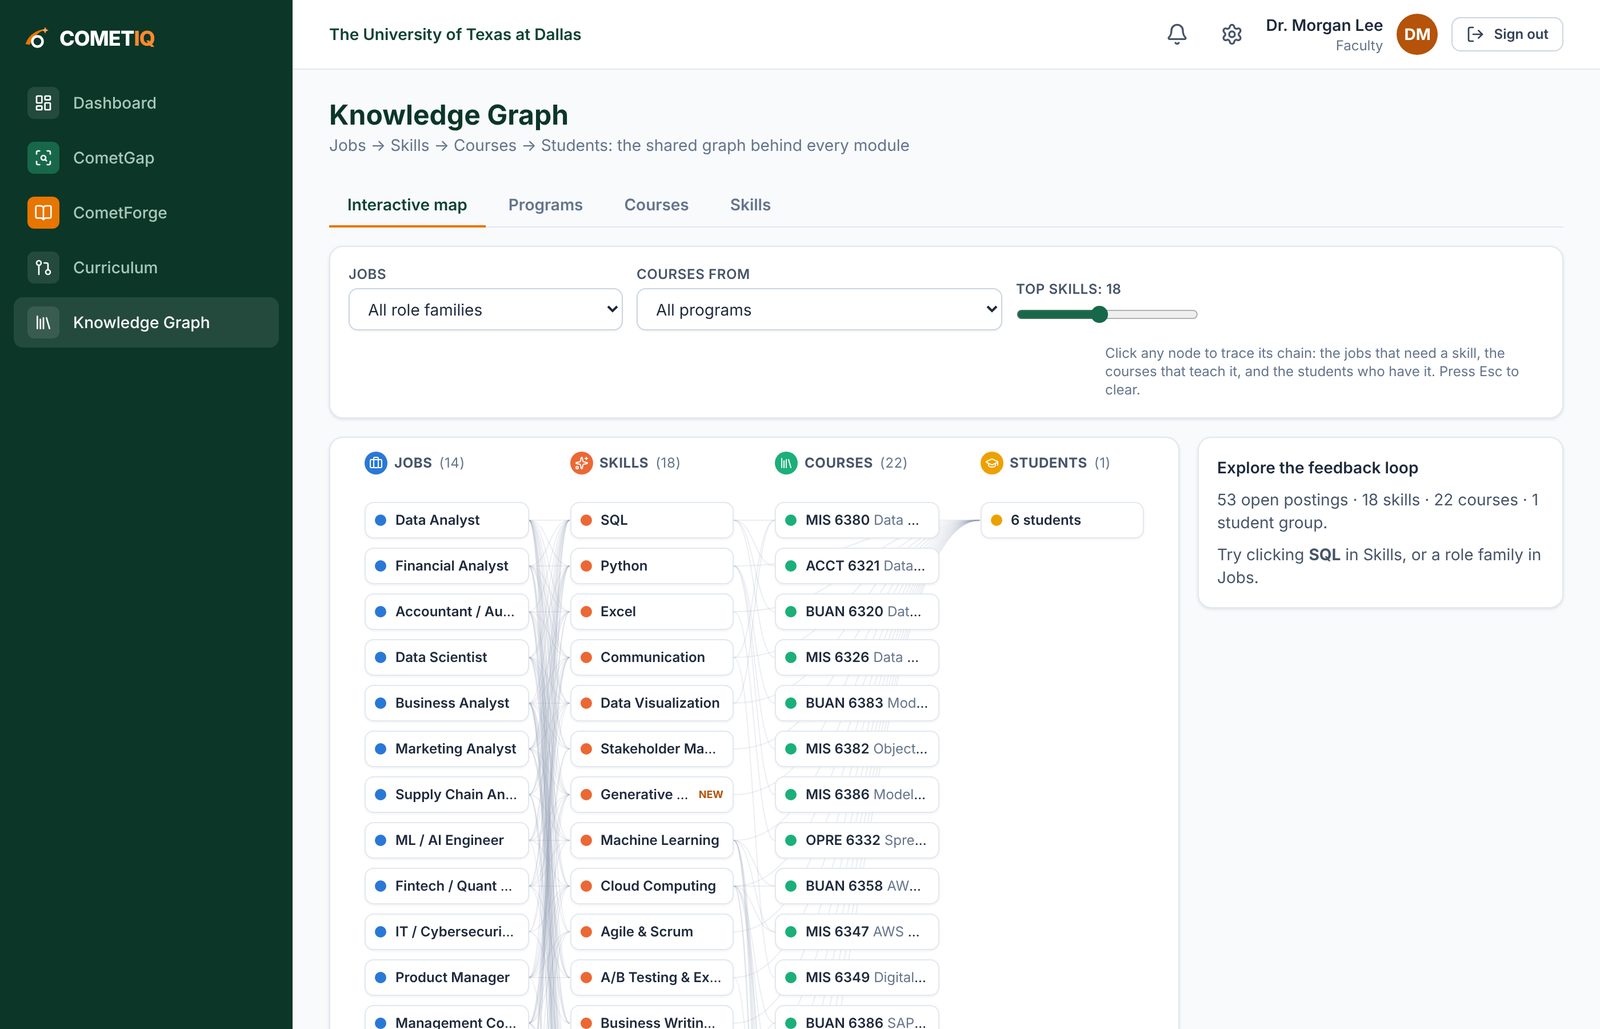 COMETIQ
Dashboard
CometGap
CometForge
Curriculum
Knowledge Graph
The University of Texas at Dallas
Dr. Morgan Lee
Faculty
DM
Sign out
Knowledge Graph
Jobs → Skills → Courses → Students: the shared graph behind every module
Interactive map
Programs
Courses
Skills
JOBS
All role families
COURSES FROM
All programs
TOP SKILLS: 18
Click any node to trace its chain: the jobs that need a skill, the
courses that teach it, and the students who have it. Press Esc to
clear.
JOBS (14)
Data Analyst
Financial Analyst
Accountant / Au...
Data Scientist
Business Analyst
Marketing Analyst
Supply Chain An...
ML / AI Engineer
Fintech / Quant ...
IT / Cybersecuri...
Product Manager
Management Co...
SKILLS (18)
SQL
Python
Excel
Communication
Data Visualization
Stakeholder Ma...
Generative ... NEW
Machine Learning
Cloud Computing
Agile & Scrum
A/B Testing & Ex...
Business Writin...
COURSES (22)
MIS 6380 Data ...
ACCT 6321 Data...
BUAN 6320 Dat...
MIS 6326 Data ...
BUAN 6383 Mod...
MIS 6382 Object...
MIS 6386 Model...
OPRE 6332 Spre...
BUAN 6358 AW...
MIS 6347 AWS ...
MIS 6349 Digital...
BUAN 6386 SAP...
STUDENTS (1)
6 students
Explore the feedback loop
53 open postings · 18 skills · 22 courses · 1
student group.
Try clicking SQL in Skills, or a role family in
Jobs.